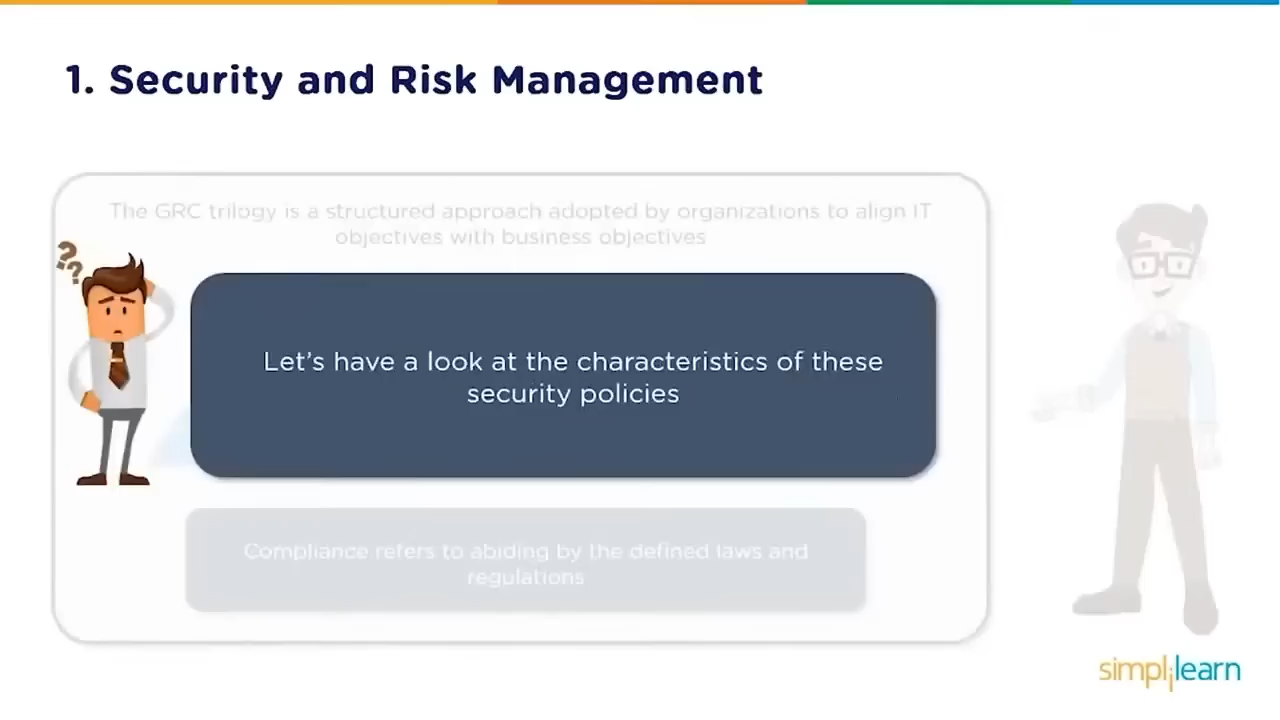 1. Security and Risk Management
The GRC trilogy is a structured approach adopted by organizations to align IT
objectives with business objectives
??
Let's have a look at the characteristics of these
security policies
Compliance refers to abiding by the defined laws and
regulations
simplilearn